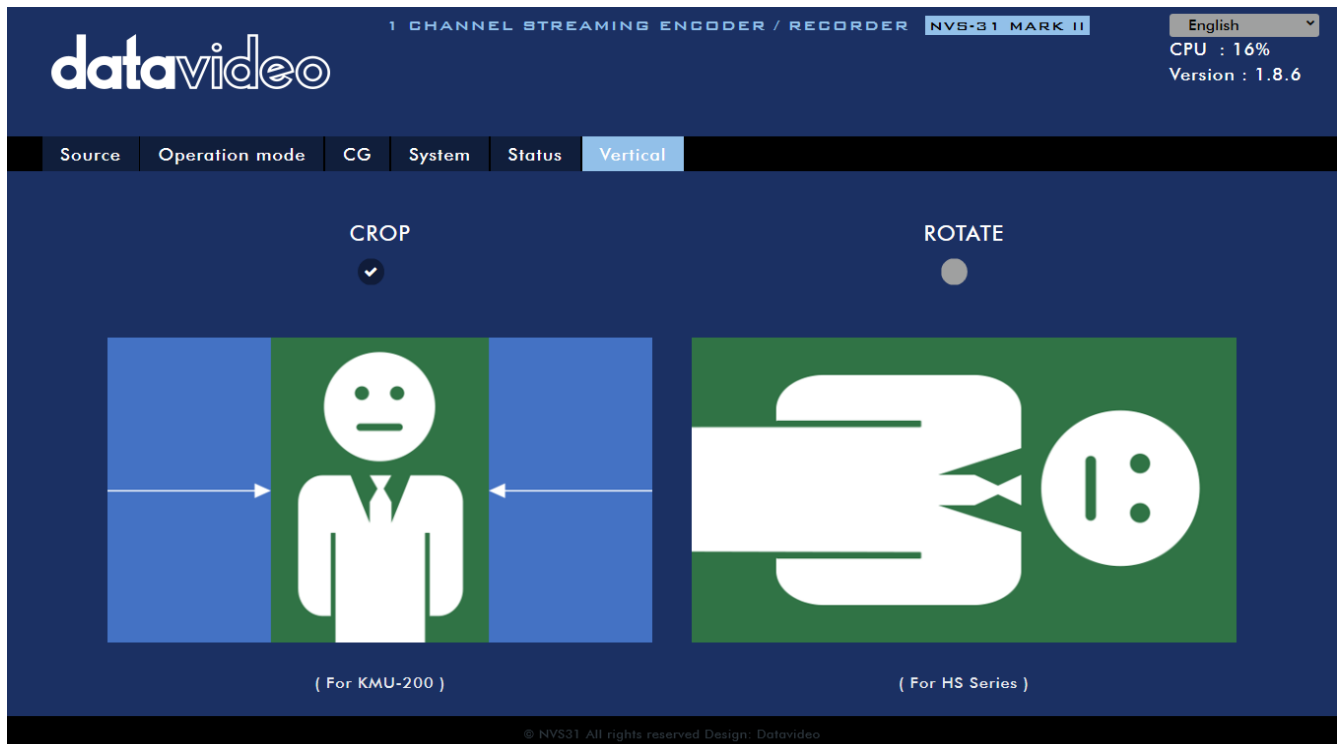 1 CHANNEL STREAMING ENCODER / RECORDER NVS-31 MARK II
English
datavideo
CPU : 16%
Version : 1.8.6
Source Operation mode CG System Status Vertical
CROP ROTATE
( For KMU-200 ) ( For HS Series )
© NVS31 All rights reserved Design: Datavideo